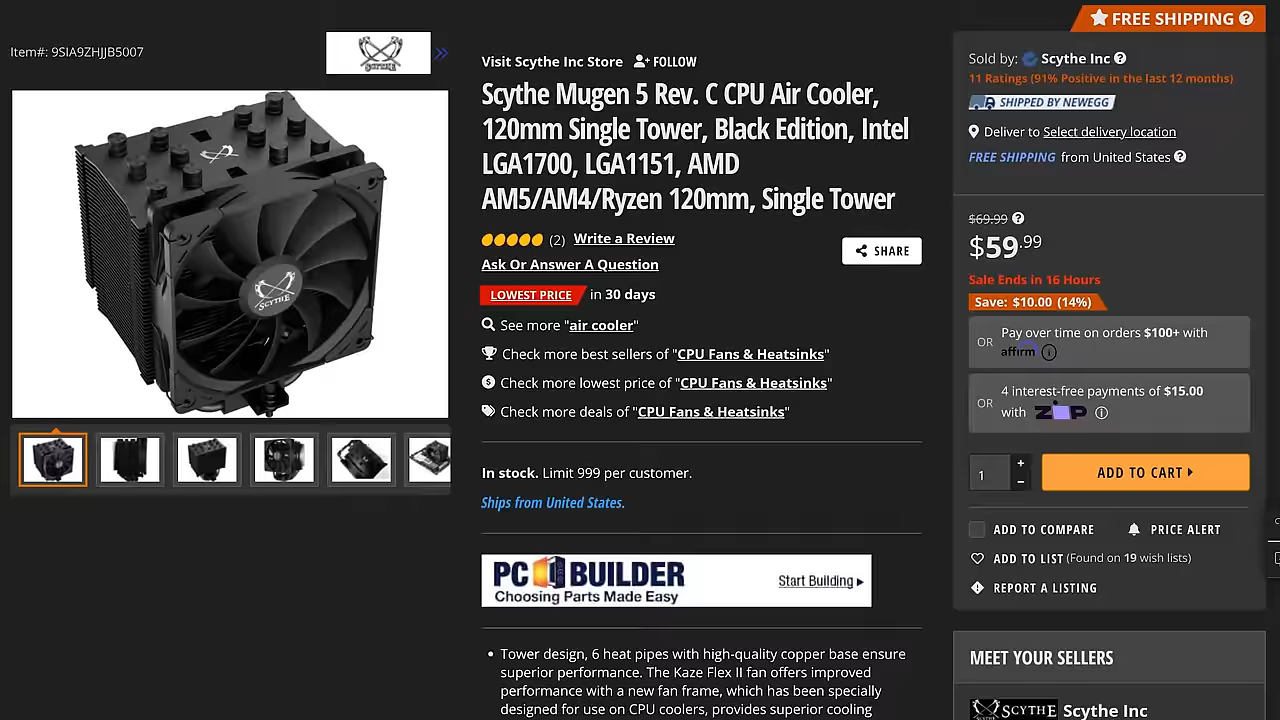 FREE SHIPPING ?
Item#: 9SIA9ZHJJB5007
SCYTHE
»
Visit Scythe Inc Store FOLLOW
Scythe Mugen 5 Rev. C CPU Air Cooler,
120mm Single Tower, Black Edition, Intel
LGA1700, LGA1151, AMD
AM5/AM4/Ryzen 120mm, Single Tower
(2) Write a Review
Ask Or Answer A Question
SHARE
LOWEST PRICE in 30 days
See more "air cooler"
Check more best sellers of "CPU Fans & Heatsinks"
Check more lowest price of "CPU Fans & Heatsinks"
Check more deals of "CPU Fans & Heatsinks"
In stock. Limit 999 per customer.
Ships from United States.
PC BUILDER
Choosing Parts Made Easy
Start Building
• Tower design, 6 heat pipes with high-quality copper base ensure
superior performance. The Kaze Flex II fan offers improved
performance with a new fan frame, which has been specially
designed for use on CPU coolers, provides superior cooling
SCYTHE
Sold by: Scythe Inc ?
11 Ratings (91% Positive in the last 12 months)
SHIPPED BY NEWEGG
Deliver to Select delivery location
FREE SHIPPING from United States ?
$69.99 ?
$59.99
Sale Ends in 16 Hours
Save: $10.00 (14%)
OR Pay over time on orders $100+ with
affirm i
OR 4 interest-free payments of $15.00
with ZIP i
1 + −
ADD TO CART
ADD TO COMPARE PRICE ALERT
ADD TO LIST (Found on 19 wish lists)
REPORT A LISTING
MEET YOUR SELLERS
SCYTHE Scythe Inc